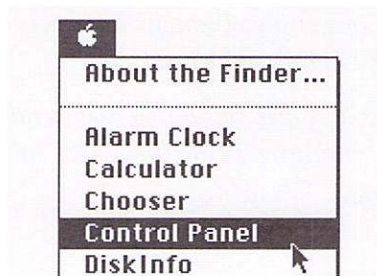 About the Finder...
Alarm Clock
Calculator
Chooser
Control Panel
DiskInfo